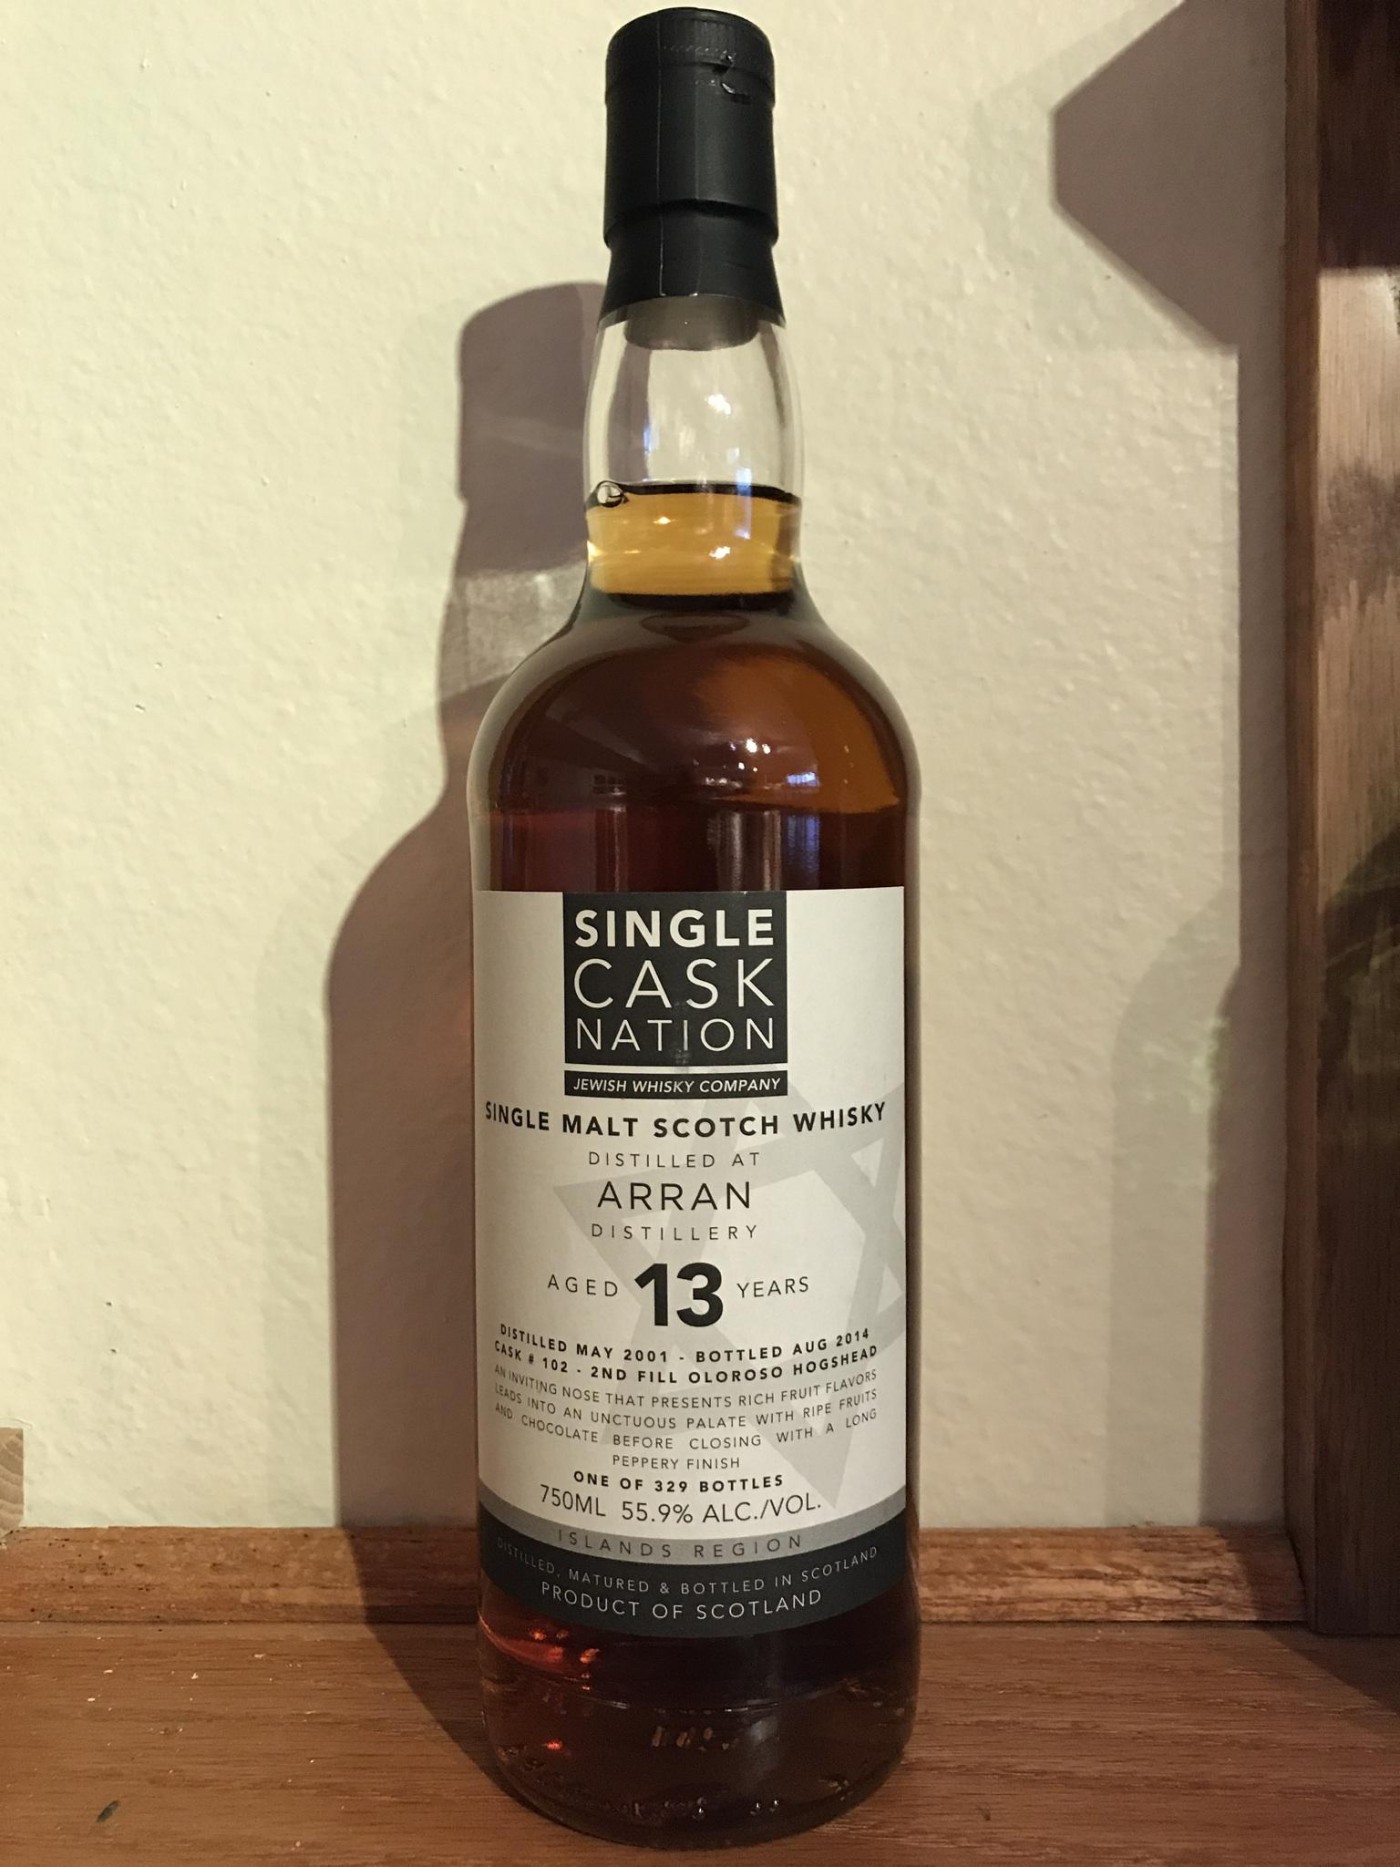 SINGLE
CASK
NATION
JEWISH WHISKY COMPANY
SINGLE MALT SCOTCH WHISKY
DISTILLED AT
ARRAN
DISTILLERY
AGED 13 YEARS
DISTILLED MAY 2001 - BOTTLED AUG 2014
CASK # 102 - 2ND FILL OLOROSO HOGSHEAD
AN INVITING NOSE THAT PRESENTS RICH FRUIT FLAVORS
LEADS INTO AN UNCTUOUS PALATE WITH RIPE FRUITS
AND CHOCOLATE BEFORE CLOSING WITH A LONG
PEPPERY FINISH
ONE OF 329 BOTTLES
750ML 55.9% ALC./VOL.
ISLANDS REGION
DISTILLED, MATURED & BOTTLED IN SCOTLAND
PRODUCT OF SCOTLAND